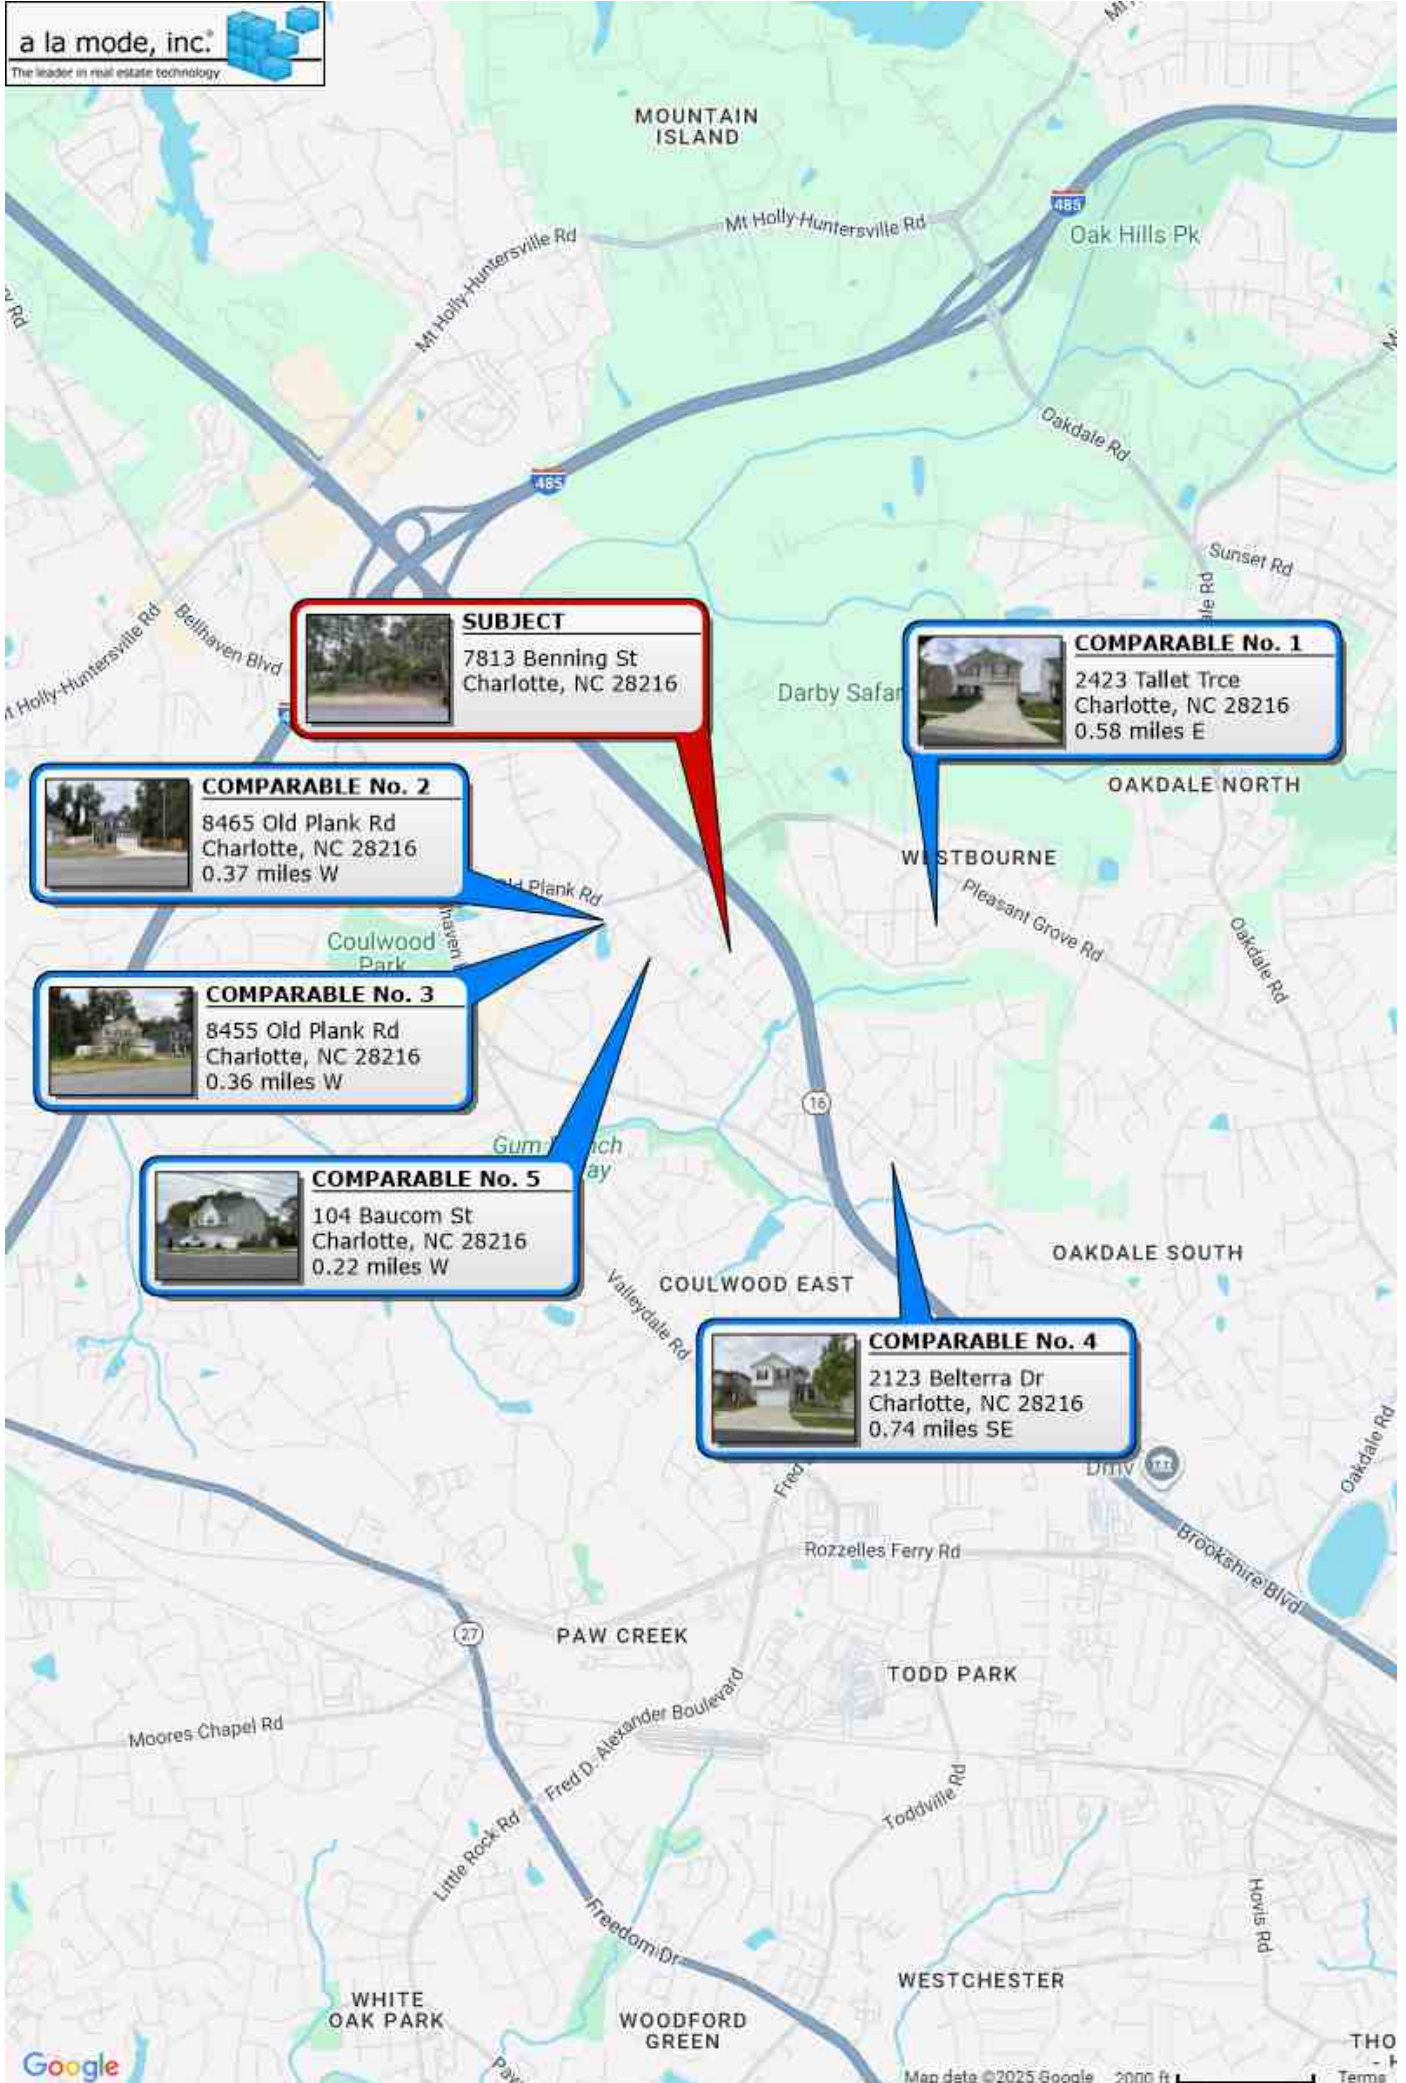 a la mode, inc.
The leader in real estate technology
MOUNTAIN
ISLAND
Mt Holly-Huntersville Rd
Mt Holly-Huntersville Rd
485
Oak Hills Pk
Oakdale Rd
485
Sunset Rd
Bellhaven Blvd
SUBJECT
7813 Benning St
Charlotte, NC 28216
COMPARABLE No. 1
2423 Tallet Trce
Charlotte, NC 28216
0.58 miles E
Darby Safar
OAKDALE NORTH
COMPARABLE No. 2
8465 Old Plank Rd
Charlotte, NC 28216
0.37 miles W
WESTBOURNE
Old Plank Rd
Pleasant Grove Rd
Oakdale Rd
Coulwood
Park
COMPARABLE No. 3
8455 Old Plank Rd
Charlotte, NC 28216
0.36 miles W
16
COMPARABLE No. 5
104 Baucom St
Charlotte, NC 28216
0.22 miles W
OAKDALE SOUTH
COULWOOD EAST
Valleydale Rd
COMPARABLE No. 4
2123 Belterra Dr
Charlotte, NC 28216
0.74 miles SE
Oakdale Rd
Dmv
Fred
Rozzelles Ferry Rd
Brookshire Blvd
27
PAW CREEK
TODD PARK
Moores Chapel Rd
Fred D. Alexander Boulevard
Toddville Rd
Little Rock Rd
Hovis Rd
Freedom Dr
WESTCHESTER
WHITE
OAK PARK
WOODFORD
GREEN
THO
Google
Paw
Map data ©2025 Google 2000 ft Terms